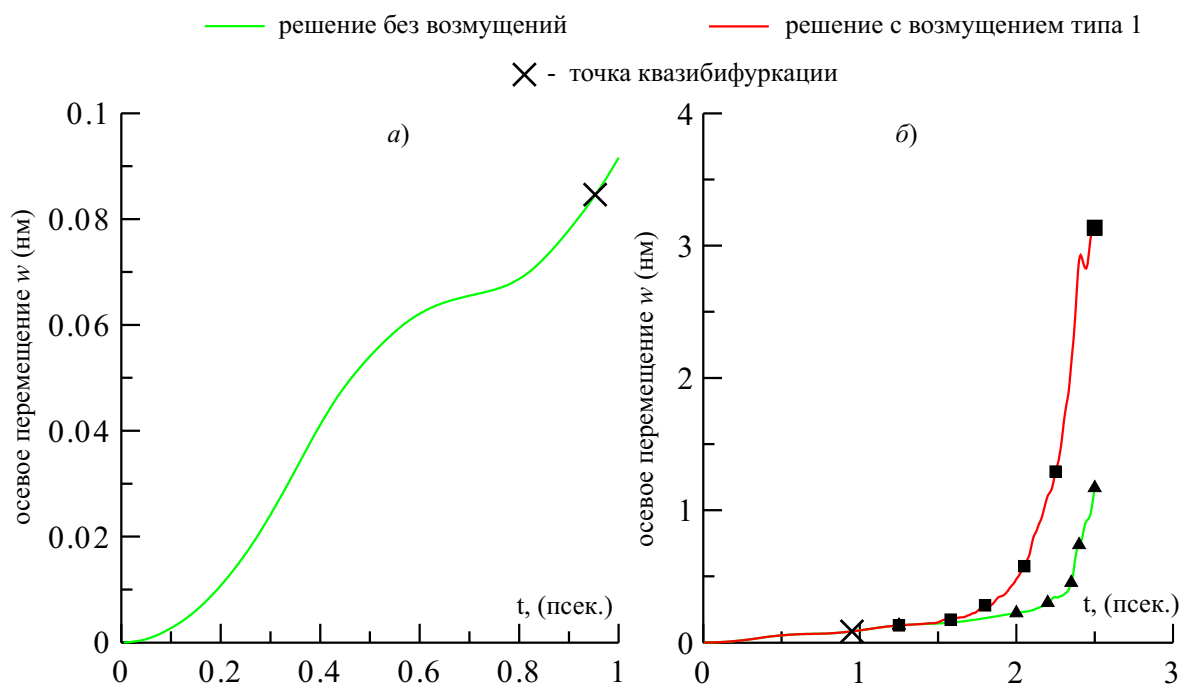 решение без возмущений
решение с возмущением типа 1
- точка квазибифуркации
а)
осевое перемещение w (нм)
0.1
0.08
0.06
0.04
0.02
0
t, (псек.)
0 0.2 0.4 0.6 0.8 1
б)
осевое перемещение w (нм)
4
3
2
1
0
t, (псек.)
0 1 2 3